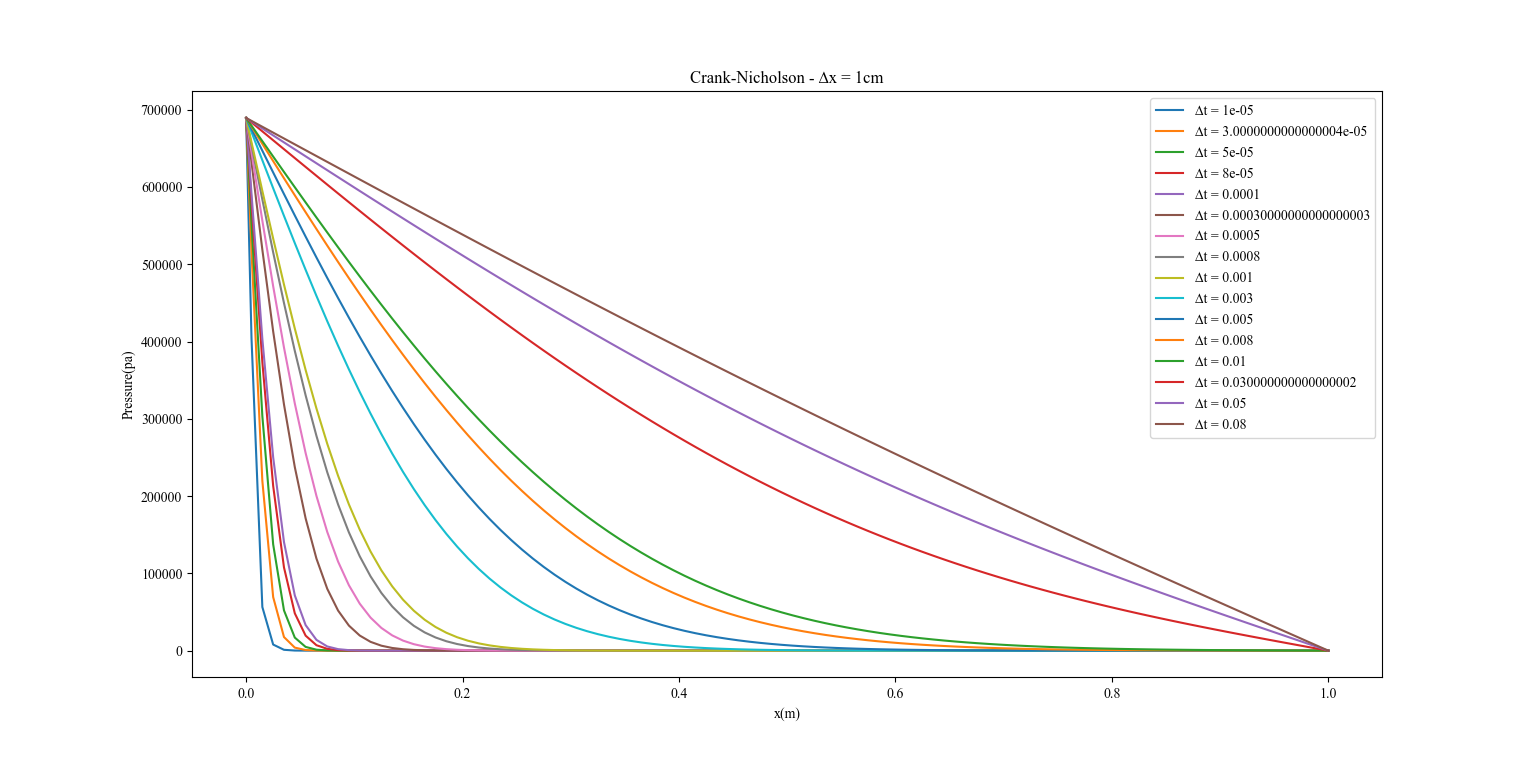 Crank-Nicholson - Δx = 1cm
700000
600000
500000
400000
300000
200000
100000
0
Pressure(pa)
0.0
0.2
0.4
0.6
0.8
1.0
x(m)
Δt = 1e-05
Δt = 3.0000000000000004e-05
Δt = 5e-05
Δt = 8e-05
Δt = 0.0001
Δt = 0.00030000000000000003
Δt = 0.0005
Δt = 0.0008
Δt = 0.001
Δt = 0.003
Δt = 0.005
Δt = 0.008
Δt = 0.01
Δt = 0.030000000000000002
Δt = 0.05
Δt = 0.08